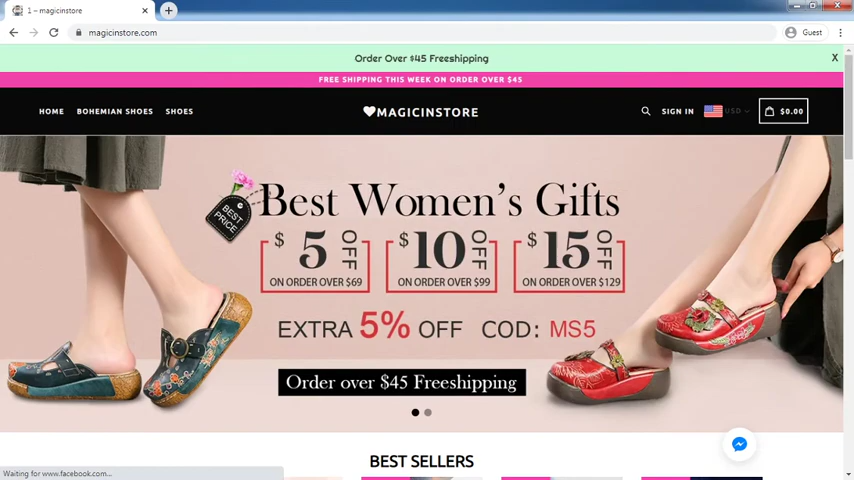 1 – magicinstore
magicinstore.com
Guest
Order Over $45 Freeshipping
X
FREE SHIPPING THIS WEEK ON ORDER OVER $45
HOME BOHEMIAN SHOES SHOES
MAGICINSTORE
SIGN IN USD $0.00
BEST PRICE
Best Women's Gifts
$5 OFF ON ORDER OVER $69
$10 OFF ON ORDER OVER $99
$15 OFF ON ORDER OVER $129
EXTRA 5% OFF COD: MS5
Order over $45 Freeshipping
BEST SELLERS
Waiting for www.facebook.com...